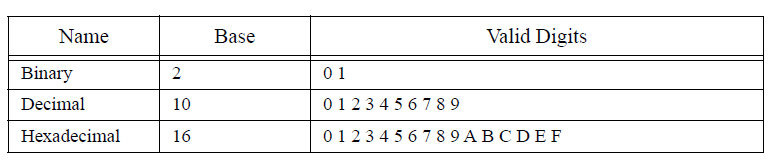 Name Base Valid Digits
Binary 2 0 1
Decimal 10 0 1 2 3 4 5 6 7 8 9
Hexadecimal 16 0 1 2 3 4 5 6 7 8 9 A B C D E F